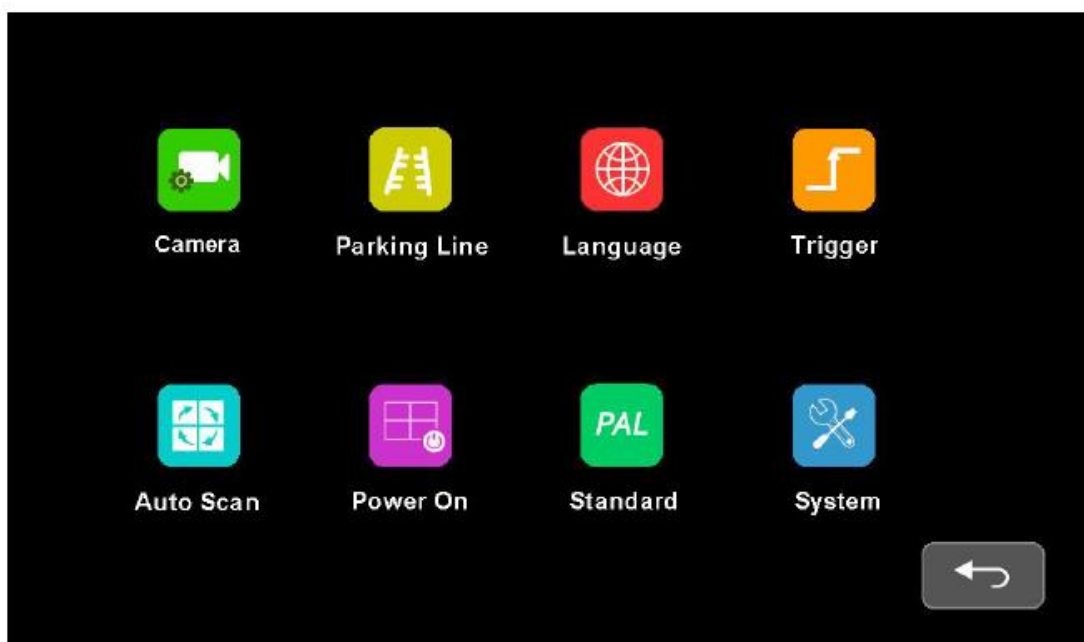 Camera
Parking Line
Language
Trigger
PAL
Auto Scan
Power On
Standard
System